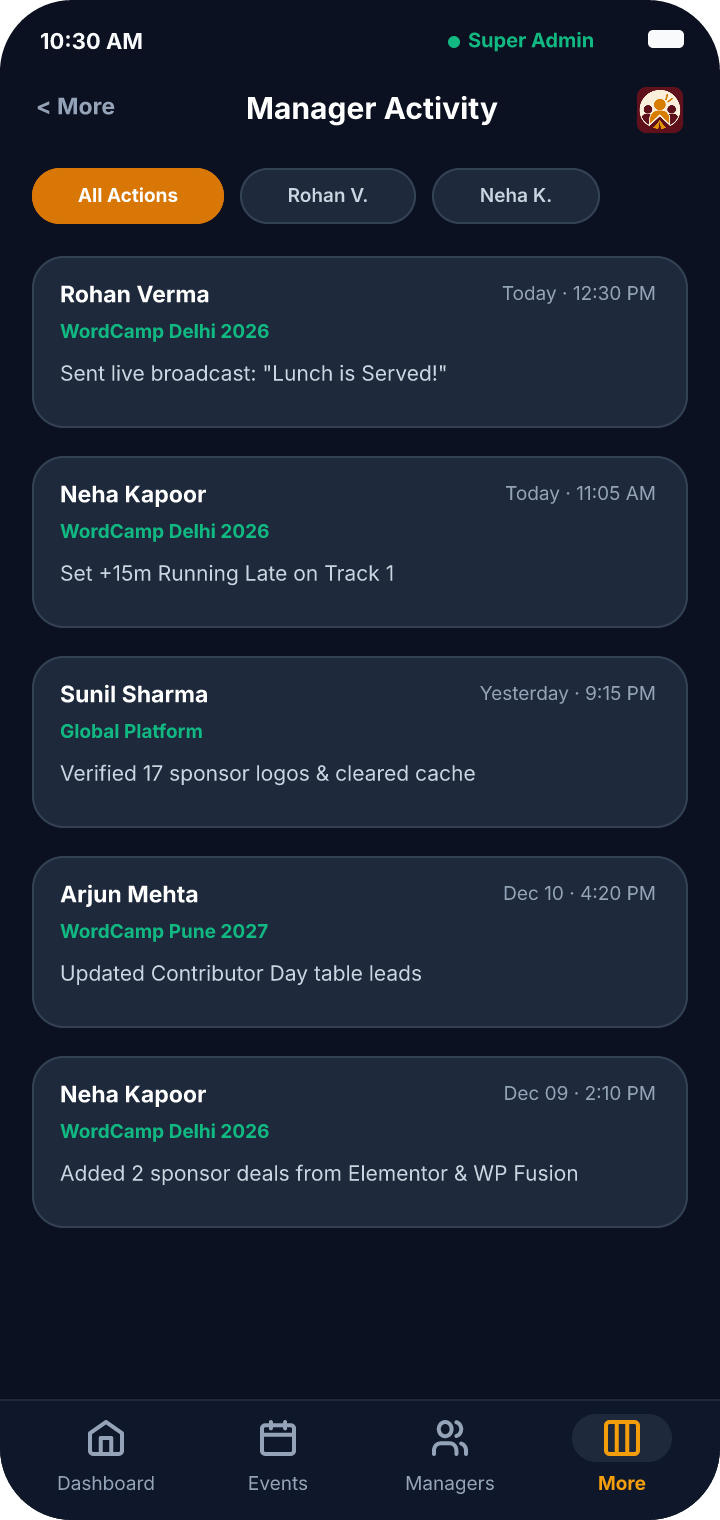 10:30 AM
Super Admin
< More
Manager Activity
All Actions
Rohan V.
Neha K.
Rohan Verma
Today · 12:30 PM
WordCamp Delhi 2026
Sent live broadcast: "Lunch is Served!"
Neha Kapoor
Today · 11:05 AM
WordCamp Delhi 2026
Set +15m Running Late on Track 1
Sunil Sharma
Yesterday · 9:15 PM
Global Platform
Verified 17 sponsor logos & cleared cache
Arjun Mehta
Dec 10 · 4:20 PM
WordCamp Pune 2027
Updated Contributor Day table leads
Neha Kapoor
Dec 09 · 2:10 PM
WordCamp Delhi 2026
Added 2 sponsor deals from Elementor & WP Fusion
Dashboard
Events
Managers
More